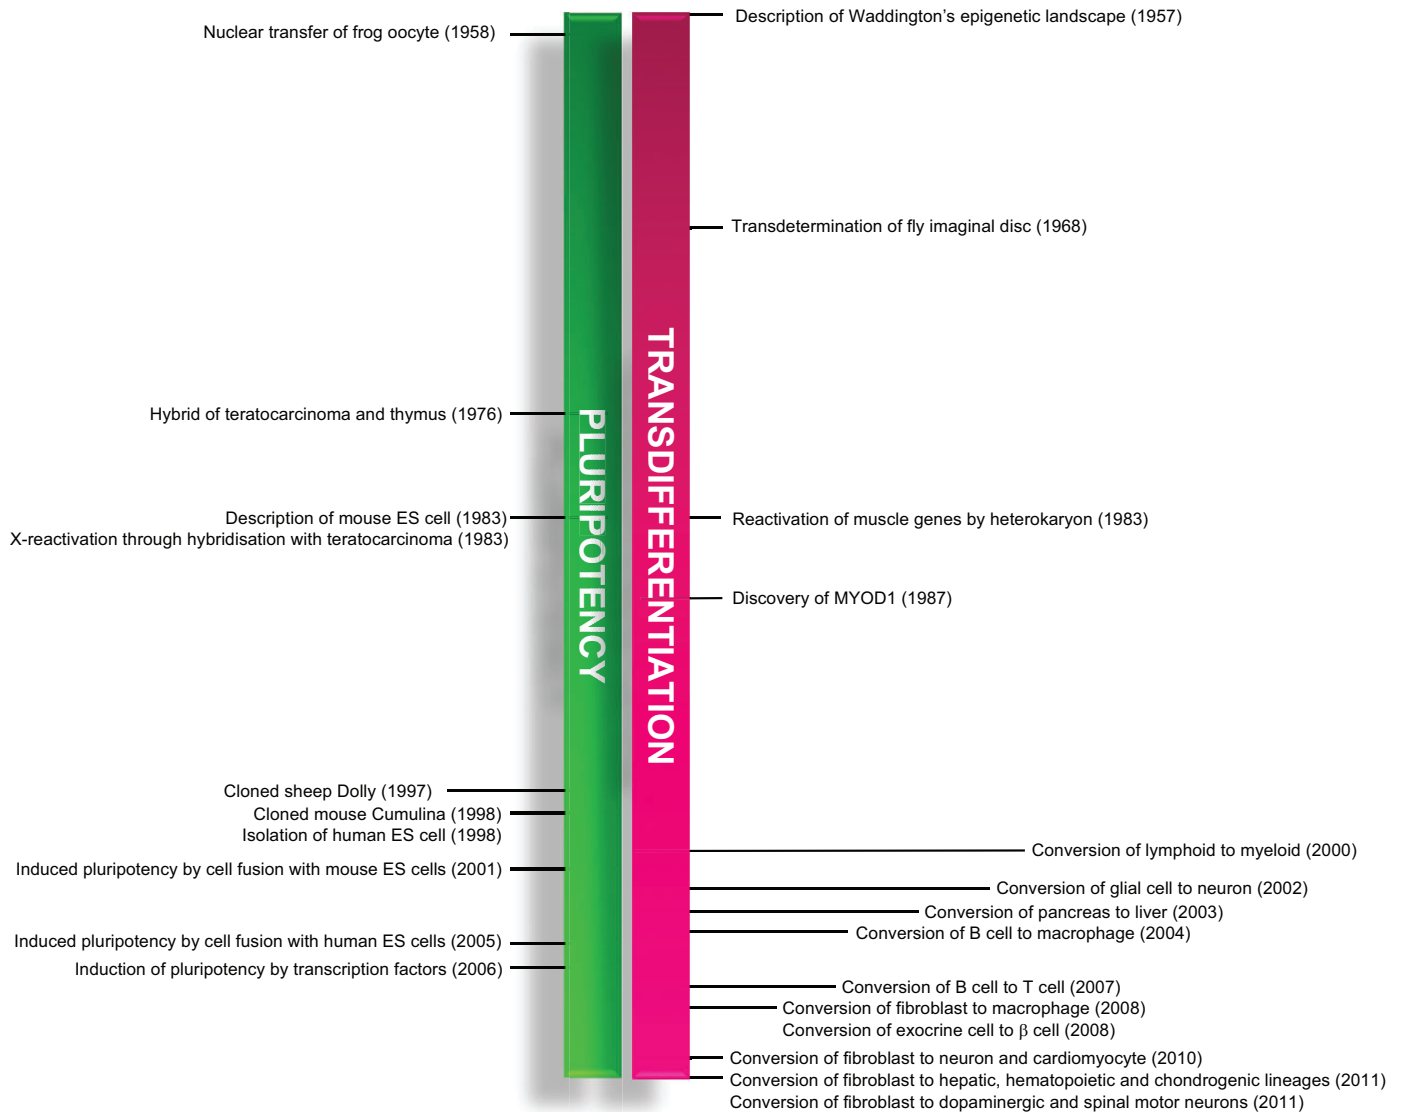 Description of Waddington’s epigenetic landscape (1957)
Nuclear transfer of frog oocyte (1958)
Transdetermination of fly imaginal disc (1968)
TRANSDIFFERENTIATION
PLURIPOTENCY
Hybrid of teratocarcinoma and thymus (1976)
Description of mouse ES cell (1983)
X-reactivation through hybridisation with teratocarcinoma (1983)
Reactivation of muscle genes by heterokaryon (1983)
Discovery of MYOD1 (1987)
Cloned sheep Dolly (1997)
Cloned mouse Cumulina (1998)
Isolation of human ES cell (1998)
Conversion of lymphoid to myeloid (2000)
Induced pluripotency by cell fusion with mouse ES cells (2001)
Conversion of glial cell to neuron (2002)
Conversion of pancreas to liver (2003)
Conversion of B cell to macrophage (2004)
Induced pluripotency by cell fusion with human ES cells (2005)
Induction of pluripotency by transcription factors (2006)
Conversion of B cell to T cell (2007)
Conversion of fibroblast to macrophage (2008)
Conversion of exocrine cell to β cell (2008)
Conversion of fibroblast to neuron and cardiomyocyte (2010)
Conversion of fibroblast to hepatic, hematopoietic and chondrogenic lineages (2011)
Conversion of fibroblast to dopaminergic and spinal motor neurons (2011)